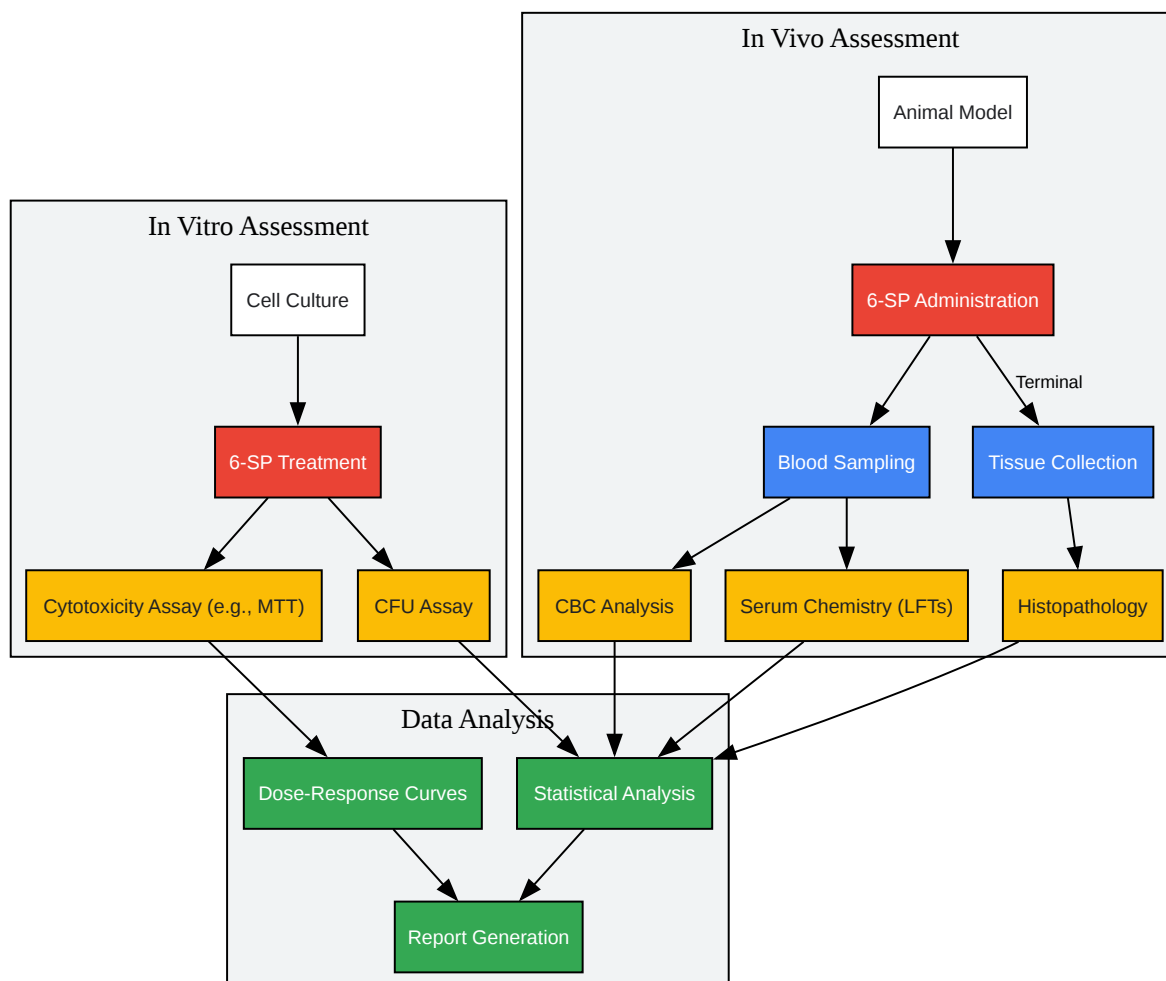 In Vivo Assessment
Animal Model
In Vitro Assessment
Cell Culture
6-SP Administration
Terminal
6-SP Treatment
Blood Sampling
Tissue Collection
Cytotoxicity Assay (e.g., MTT)
CFU Assay
CBC Analysis
Serum Chemistry (LFTs)
Histopathology
Data Analysis
Dose-Response Curves
Statistical Analysis
Report Generation